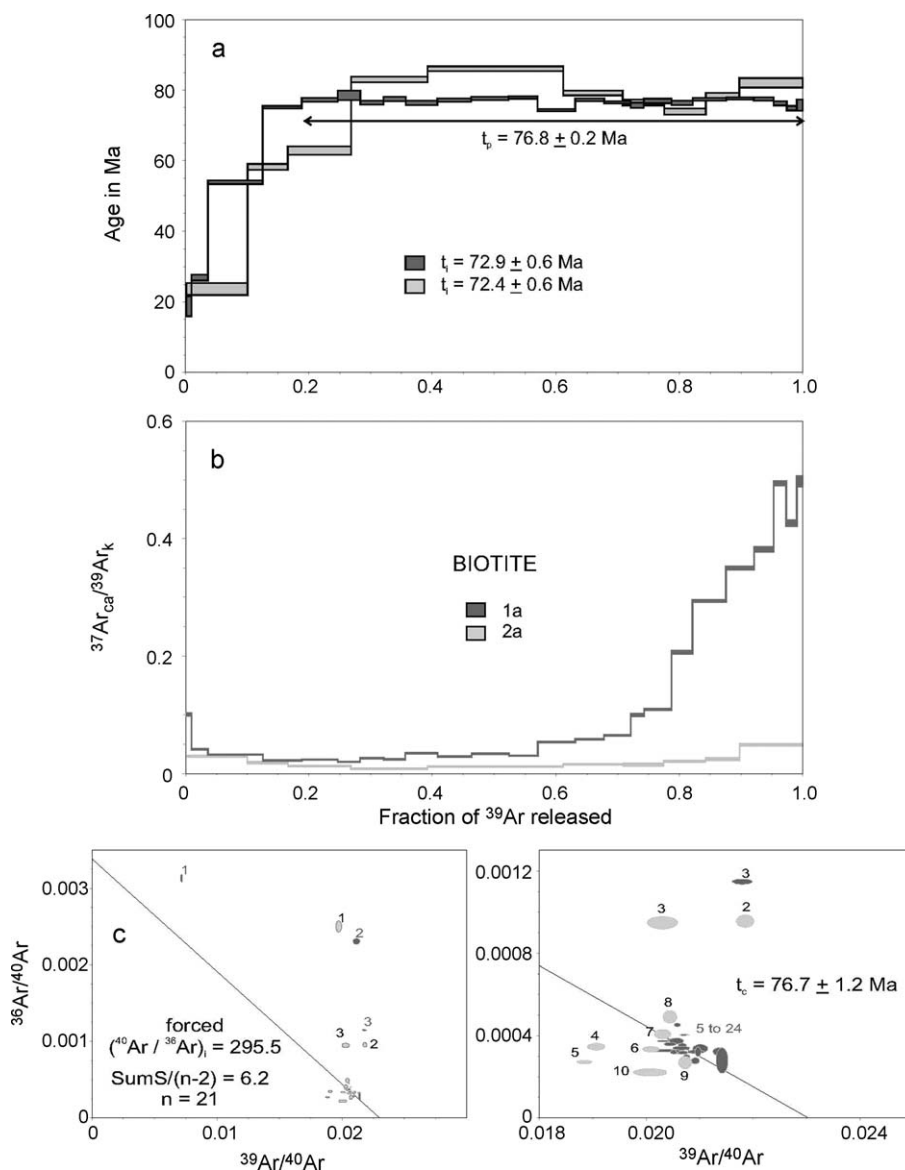 100
a
80
t_p = 76.8 ± 0.2 Ma
60
Age in Ma
40
t_i = 72.9 ± 0.6 Ma
t_i = 72.4 ± 0.6 Ma
20
0
0 0.2 0.4 0.6 0.8 1.0
0.6
b
0.4
BIOTITE
1a
2a
³⁷Ar_ca/³⁹Ar_k
0.2
0
0 0.2 0.4 0.6 0.8 1.0
Fraction of ³⁹Ar released
c
0.003
0.002
0.001
0
³⁶Ar/⁴⁰Ar
1
1
2
3
3
2
forced
(⁴⁰Ar / ³⁶Ar)_i = 295.5
SumS/(n-2) = 6.2
n = 21
0 0.01 0.02
³⁹Ar/⁴⁰Ar
0.0012
0.0008
0.0004
0
3
3
2
t_c = 76.7 ± 1.2 Ma
8
7
5 to 24
4
6
5
10
9
0.018 0.020 0.022 0.024
³⁹Ar/⁴⁰Ar